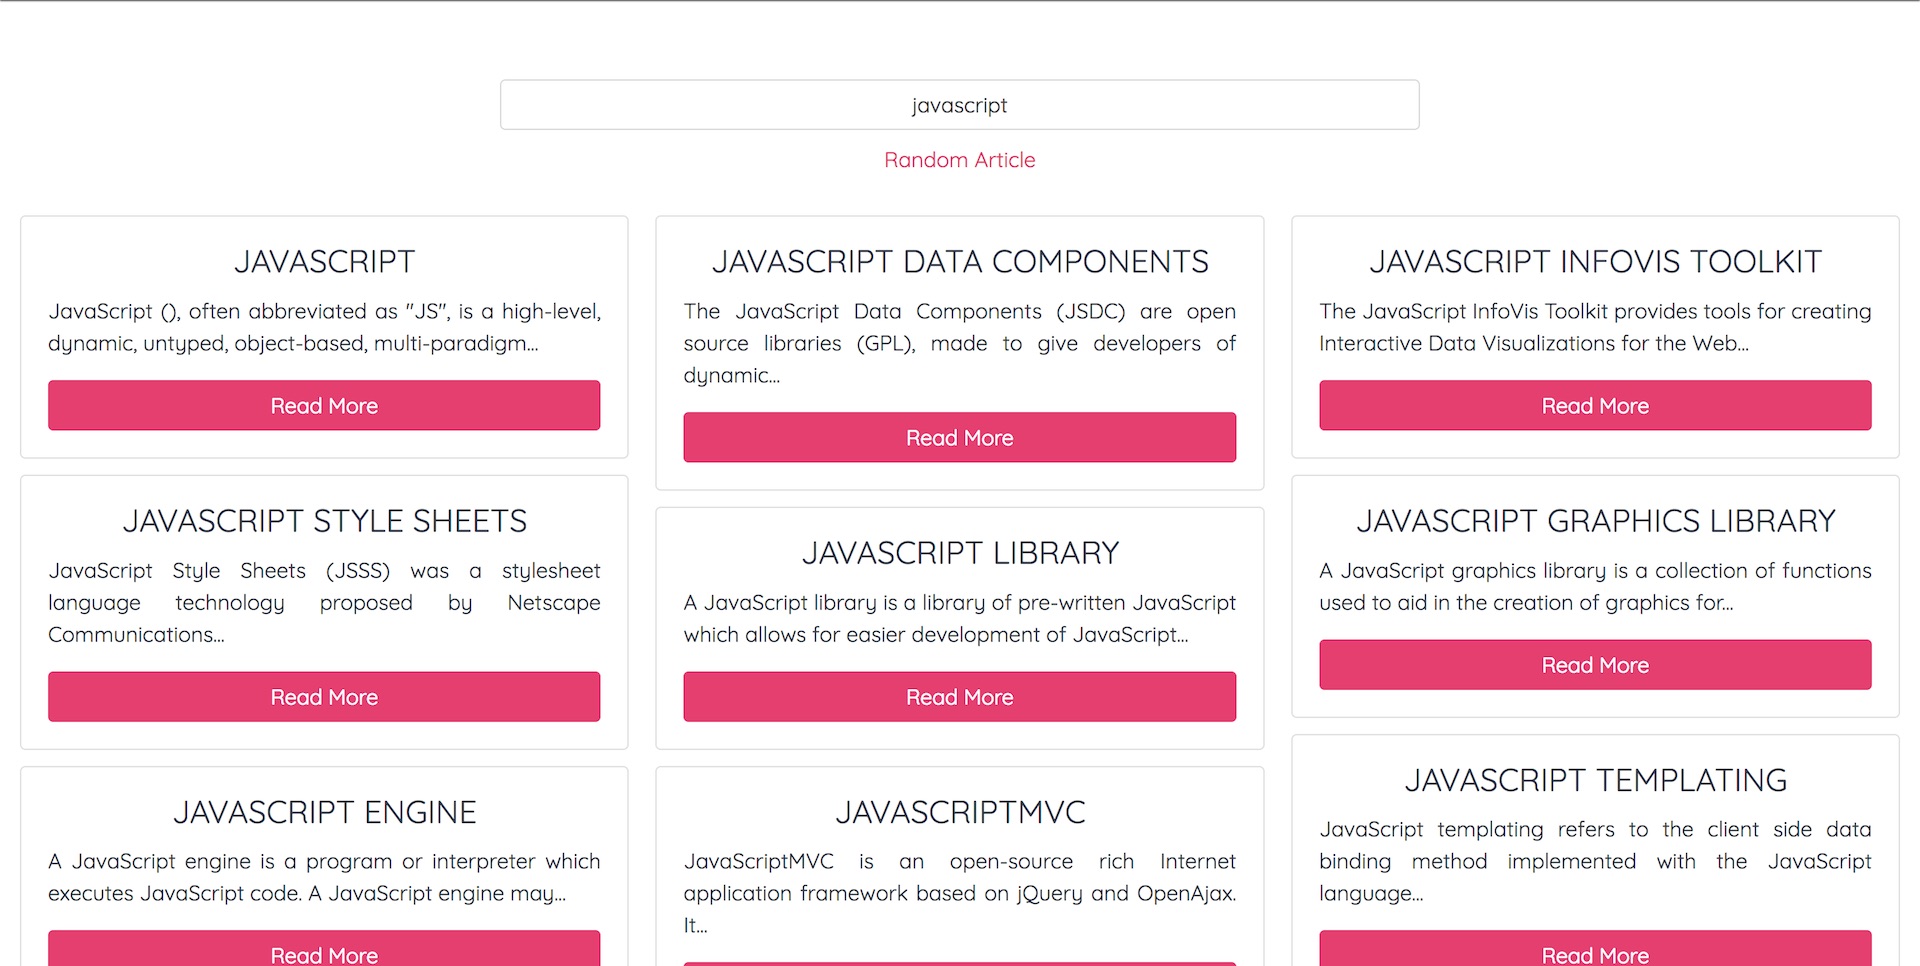 javascript
Random Article
JAVASCRIPT
JavaScript (), often abbreviated as "JS", is a high-level,
dynamic, untyped, object-based, multi-paradigm...
Read More
JAVASCRIPT STYLE SHEETS
JavaScript Style Sheets (JSSS) was a stylesheet
language technology proposed by Netscape
Communications...
Read More
JAVASCRIPT ENGINE
A JavaScript engine is a program or interpreter which
executes JavaScript code. A JavaScript engine may...
Read More
JAVASCRIPT DATA COMPONENTS
The JavaScript Data Components (JSDC) are open
source libraries (GPL), made to give developers of
dynamic...
Read More
JAVASCRIPT LIBRARY
A JavaScript library is a library of pre-written JavaScript
which allows for easier development of JavaScript...
Read More
JAVASCRIPTMVC
JavaScriptMVC is an open-source rich Internet
application framework based on jQuery and OpenAjax.
It...
JAVASCRIPT INFOVIS TOOLKIT
The JavaScript InfoVis Toolkit provides tools for creating
Interactive Data Visualizations for the Web...
Read More
JAVASCRIPT GRAPHICS LIBRARY
A JavaScript graphics library is a collection of functions
used to aid in the creation of graphics for...
Read More
JAVASCRIPT TEMPLATING
JavaScript templating refers to the client side data
binding method implemented with the JavaScript
language...
Read More